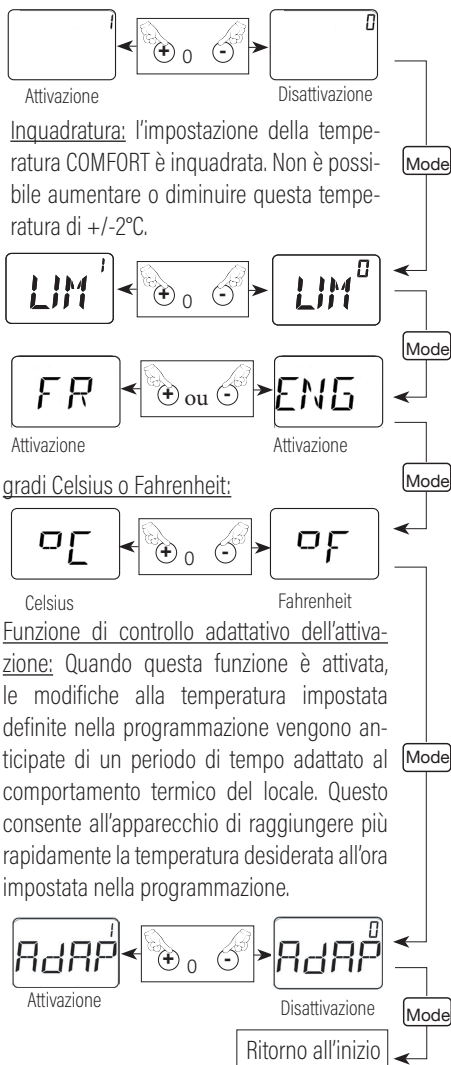 1 + 0 - 0
Attivazione Disattivazione
Inquadratura: l'impostazione della tempe-
ratura COMFORT è inquadrata. Non è possi-
bile aumentare o diminuire questa tempe-
ratura di +/-2°C.
Mode
LIM 1 + 0 - LIM 0
Mode
FR + ou - ENG
Attivazione Attivazione
Mode
gradi Celsius o Fahrenheit:
°C + 0 - °F
Celsius Fahrenheit
Funzione di controllo adattativo dell'attiva-
zione: Quando questa funzione è attivata,
le modifiche alla temperatura impostata
definite nella programmazione vengono an-
ticipate di un periodo di tempo adattato al
comportamento termico del locale. Questo
consente all'apparecchio di raggiungere più
rapidamente la temperatura desiderata all'ora
impostata nella programmazione.
Mode
AdAP 1 + 0 - AdAP 0
Attivazione Disattivazione
Mode
Ritorno all'inizio